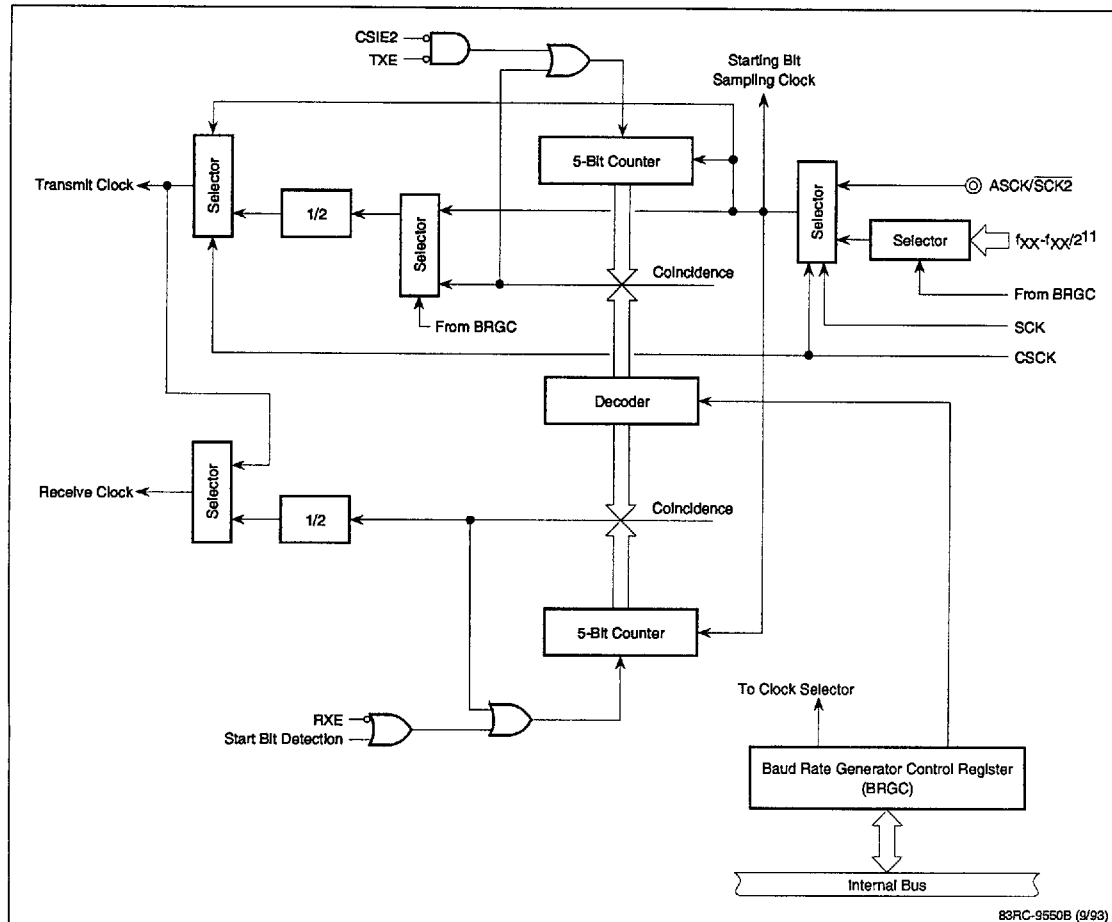 CSIE2
TXE
Starting Bit
Sampling Clock
5-Bit Counter
Selector
Transmit Clock
Selector
1/2
Selector
ASCK/SCK2
Selector
fXX-fXX/2^11
Coincidence
From BRGC
From BRGC
SCK
CSCK
Decoder
Selector
Receive Clock
1/2
Coincidence
5-Bit Counter
To Clock Selector
RXE
Start Bit Detection
Baud Rate Generator Control Register
(BRGC)
Internal Bus
83RC-9550B (9/93)